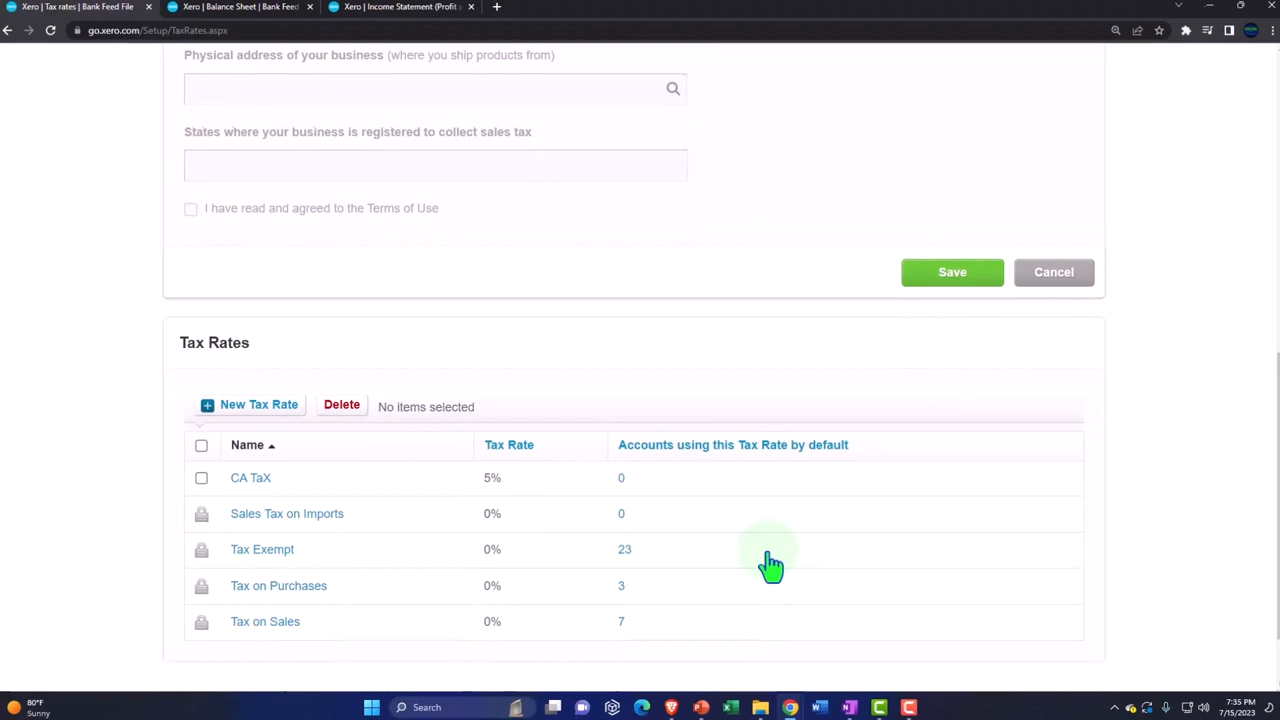 Xero | Tax rates | Bank Feed File
Xero | Balance Sheet | Bank Feed
Xero | Income Statement (Profit a
go.xero.com/Setup/TaxRates.aspx
Physical address of your business (where you ship products from)
States where your business is registered to collect sales tax
I have read and agreed to the Terms of Use
Save
Cancel
Tax Rates
New Tax Rate
Delete
No items selected
Name
Tax Rate
Accounts using this Tax Rate by default
CA TaX
5%
0
Sales Tax on Imports
0%
0
Tax Exempt
0%
23
Tax on Purchases
0%
3
Tax on Sales
0%
7
80°F
Sunny
Search
7:35 PM
7/15/2023